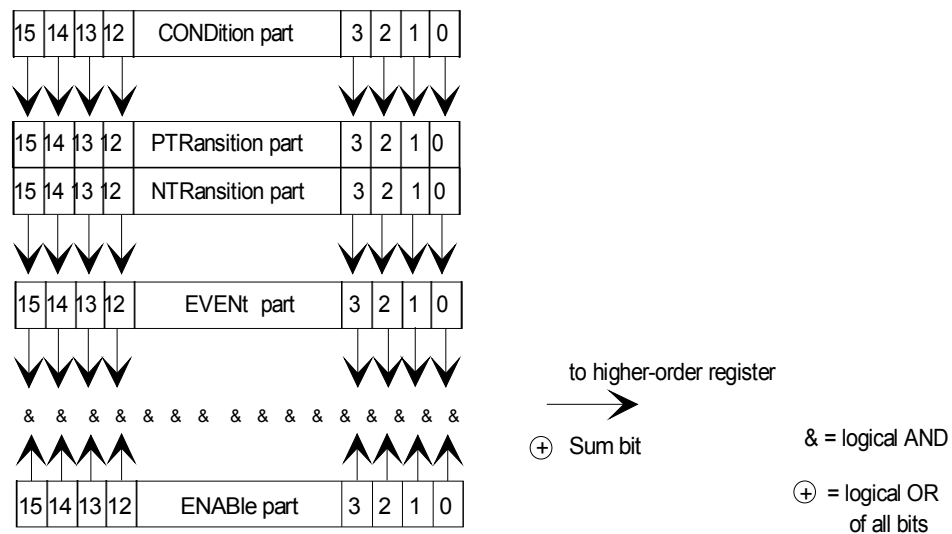 15 14 13 12 CONDition part 3 2 1 0
15 14 13 12 PTRansition part 3 2 1 0
15 14 13 12 NTRansition part 3 2 1 0
15 14 13 12 EVENt part 3 2 1 0
to higher-order register
& & & & & & & & & & & & & & & &
⊕ Sum bit
& = logical AND
15 14 13 12 ENABle part 3 2 1 0
⊕ = logical OR
of all bits